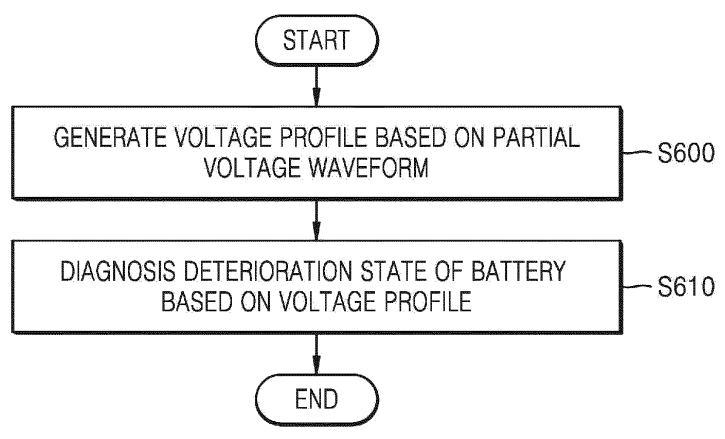 START
GENERATE VOLTAGE PROFILE BASED ON PARTIAL
VOLTAGE WAVEFORM
S600
DIAGNOSIS DETERIORATION STATE OF BATTERY
BASED ON VOLTAGE PROFILE
S610
END